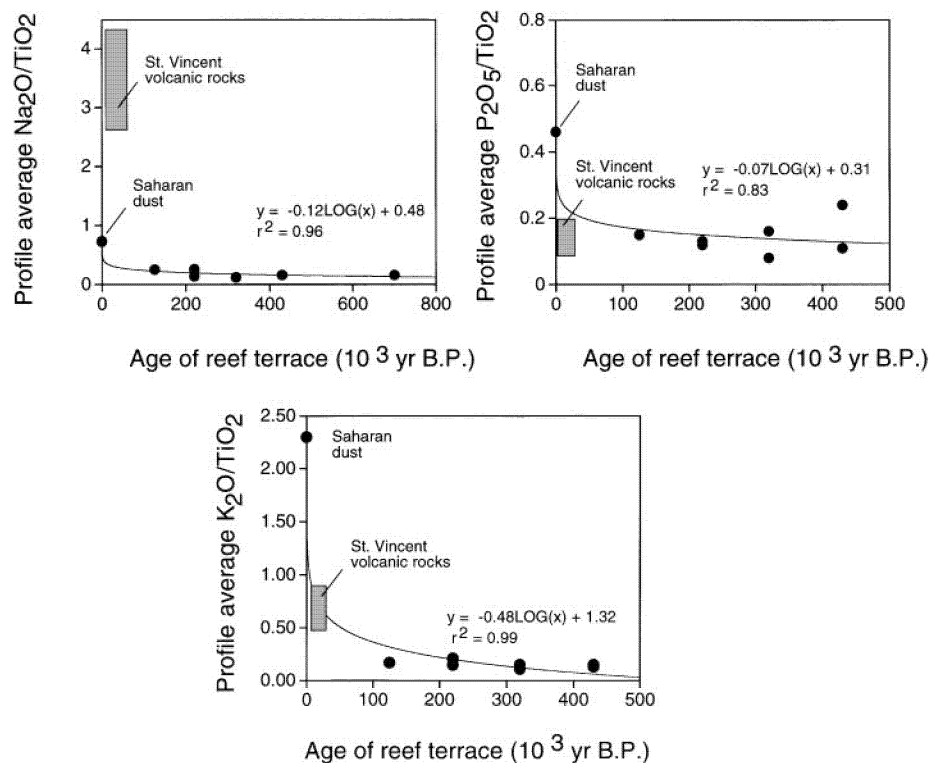 Profile average Na2O/TiO2
4
3
2
1
0
St. Vincent
volcanic rocks
Saharan
dust
y = -0.12LOG(x) + 0.48
r2 = 0.96
0 200 400 600 800
Age of reef terrace (10 3 yr B.P.)
Profile average P2O5/TiO2
0.8
0.6
0.4
0.2
0.0
Saharan
dust
St. Vincent
volcanic rocks
y = -0.07LOG(x) + 0.31
r2 = 0.83
0 100 200 300 400 500
Age of reef terrace (10 3 yr B.P.)
Profile average K2O/TiO2
2.50
2.00
1.50
1.00
0.50
0.00
Saharan
dust
St. Vincent
volcanic rocks
y = -0.48LOG(x) + 1.32
r2 = 0.99
0 100 200 300 400 500
Age of reef terrace (10 3 yr B.P.)